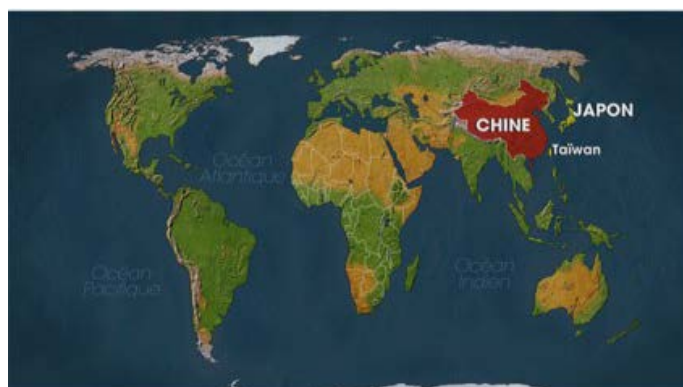 JAPON
CHINE
Taïwan
Océan
Atlantique
Océan
Pacifique
Océan
Indien